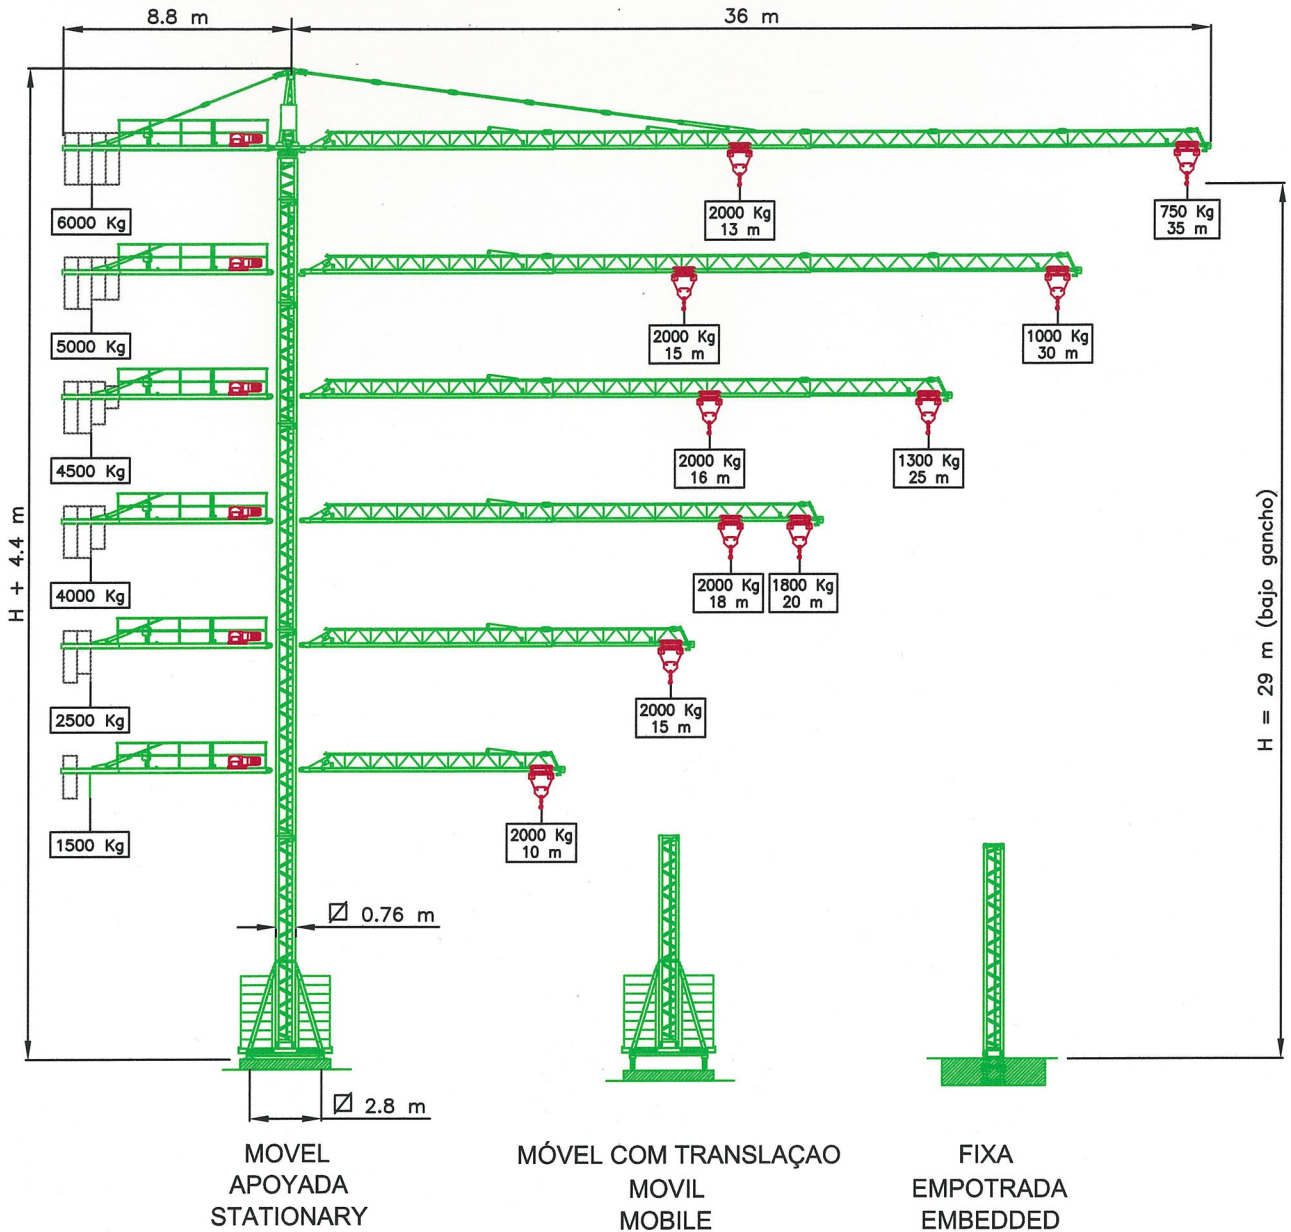 8.8 m
36 m
6000 Kg
2000 Kg
13 m
750 Kg
35 m
5000 Kg
2000 Kg
15 m
1000 Kg
30 m
4500 Kg
2000 Kg
16 m
1300 Kg
25 m
4000 Kg
2000 Kg
18 m
1800 Kg
20 m
2500 Kg
2000 Kg
15 m
1500 Kg
2000 Kg
10 m
H + 4.4 m
H = 29 m (bajo gancho)
0.76 m
2.8 m
MOVEL
APOYADA
STATIONARY
MÓVEL COM TRANSLAÇAO
MOVIL
MOBILE
FIXA
EMPOTRADA
EMBEDDED